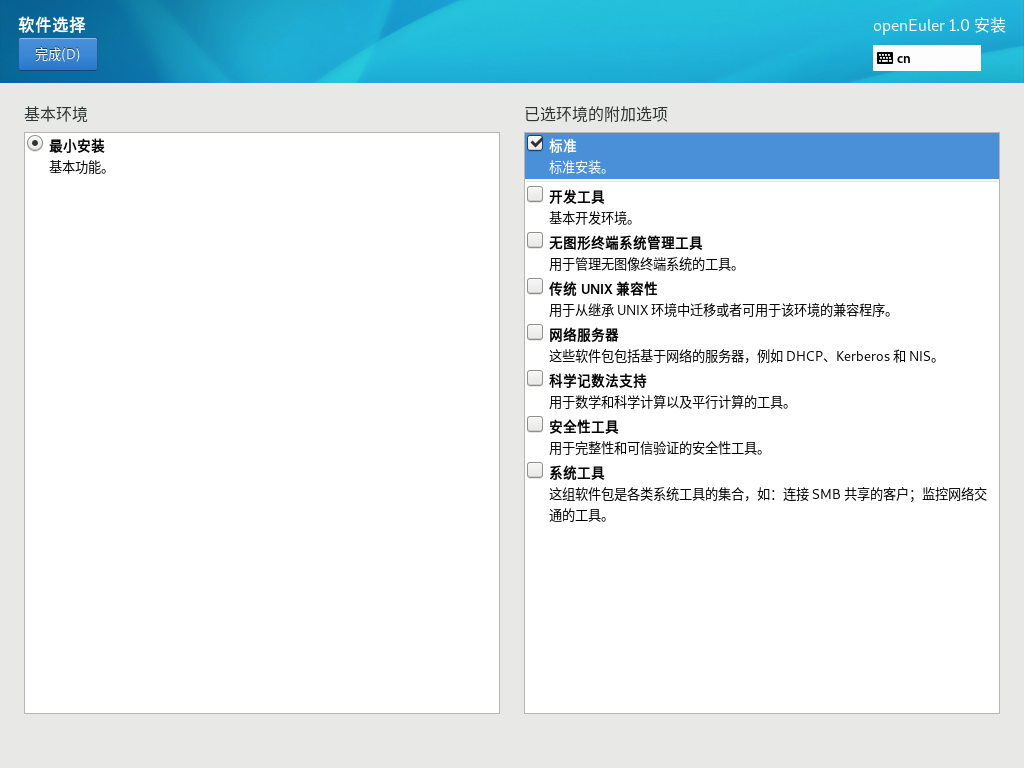 软件选择
openEuler 1.0 安装
完成(D)
cn
基本环境
最小安装
基本功能。
已选环境的附加选项
标准
标准安装。
开发工具
基本开发环境。
无图形终端系统管理工具
用于管理无图像终端系统的工具。
传统 UNIX 兼容性
用于从继承 UNIX 环境中迁移或者可用于该环境的兼容程序。
网络服务器
这些软件包包括基于网络的服务器，例如 DHCP、Kerberos 和 NIS。
科学记数法支持
用于数学和科学计算以及平行计算的工具。
安全性工具
用于完整性和可信验证的安全性工具。
系统工具
这组软件包是各类系统工具的集合，如：连接 SMB 共享的客户；监控网络交
通的工具。